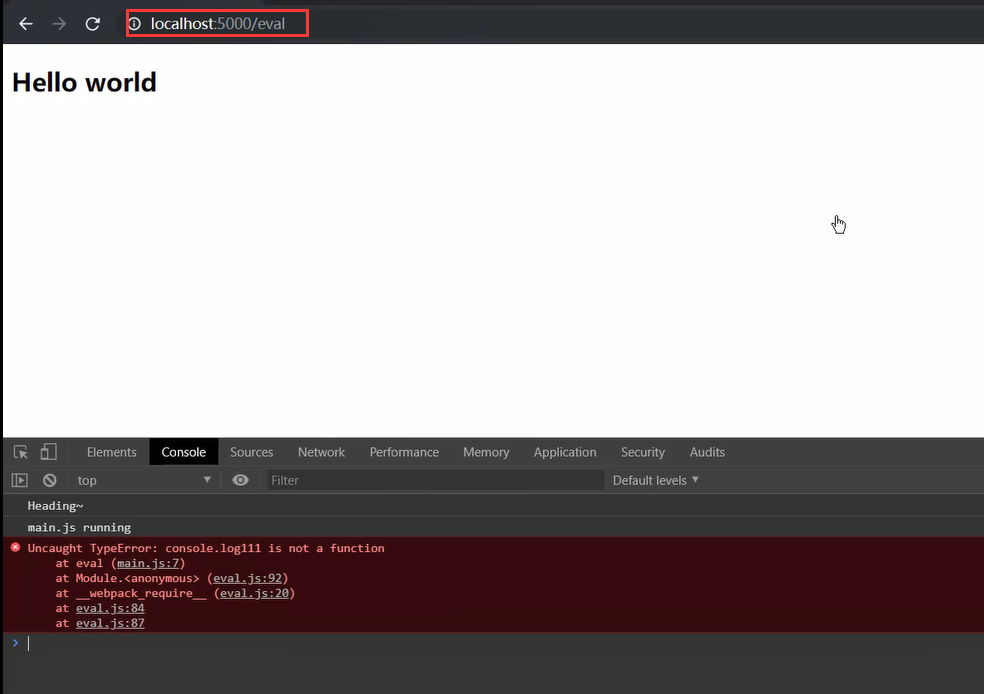 localhost:5000/eval
Hello world
Elements Console Sources Network Performance Memory Application Security Audits
top Filter Default levels
Heading~
main.js running
Uncaught TypeError: console.log111 is not a function
at eval (main.js:7)
at Module.<anonymous> (eval.js:92)
at __webpack_require__ (eval.js:20)
at eval.js:84
at eval.js:87